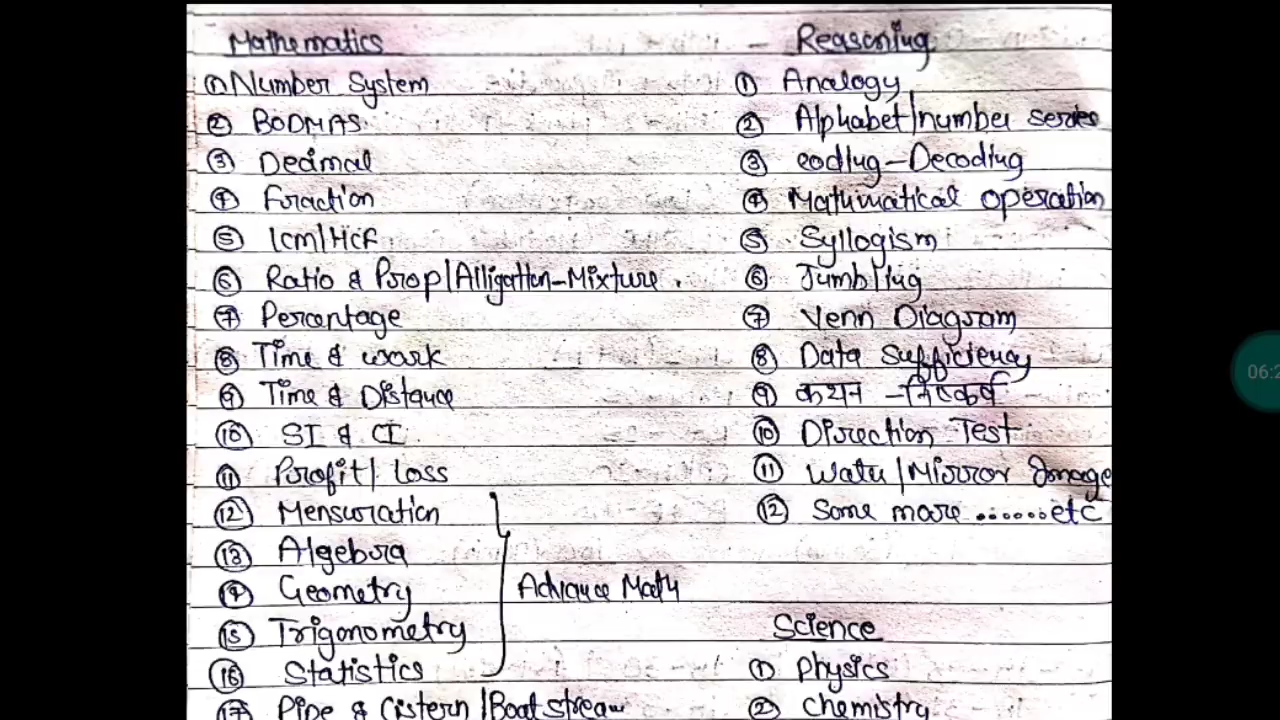 Mathematics
① Number System
② BODMAS
③ Decimal
④ Fraction
⑤ lcm/Hcf
⑥ Ratio & Prop/Alligation-Mixture.
⑦ Percentage
⑧ Time & work
⑨ Time & Distance
⑩ SI & CI
⑪ Profit/Loss
⑫ Mensuration
⑬ Algebra
⑭ Geometry
⑮ Trigonometry
⑯ Statistics
Advance Math
⑰ Pipe & Cistern/Boat stream
Reasoning
① Analogy
② Alphabet/number series
③ coding-Decoding
④ Mathematical operation
⑤ Syllogism
⑥ Jumbling
⑦ Venn Diagram
⑧ Data Sufficiency
⑨ कथन-निष्कर्ष
⑩ Direction Test
⑪ Water/Mirror Image
⑫ Some more ......etc
Science
① Physics
② Chemistry